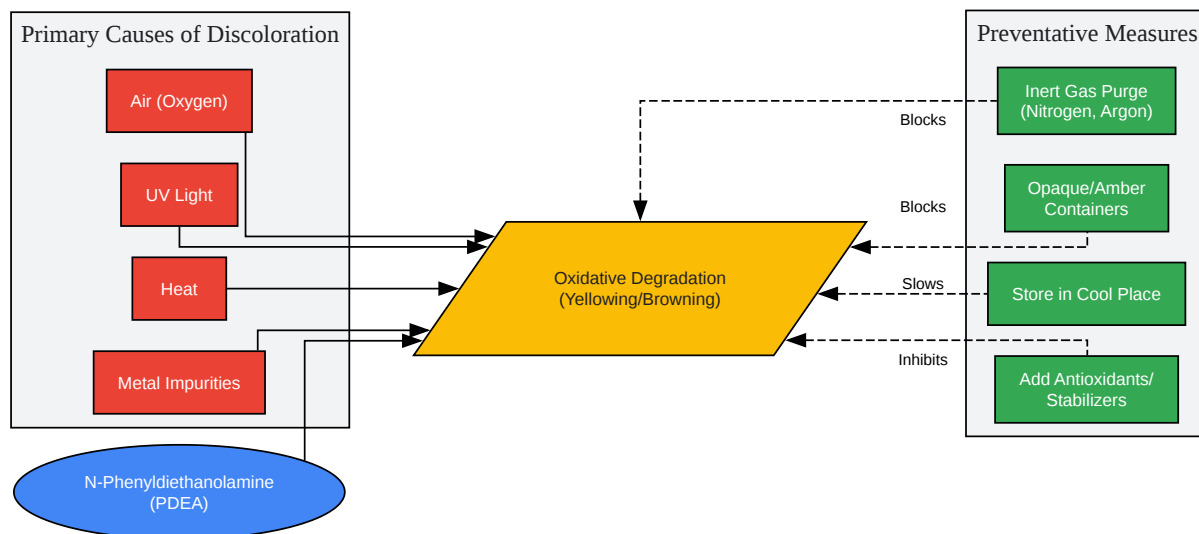 Primary Causes of Discoloration
Air (Oxygen)
UV Light
Heat
Metal Impurities
N-Phenyldiethanolamine
(PDEA)
Oxidative Degradation
(Yellowing/Browning)
Blocks
Blocks
Slows
Inhibits
Preventative Measures
Inert Gas Purge
(Nitrogen, Argon)
Opaque/Amber
Containers
Store in Cool Place
Add Antioxidants/
Stabilizers